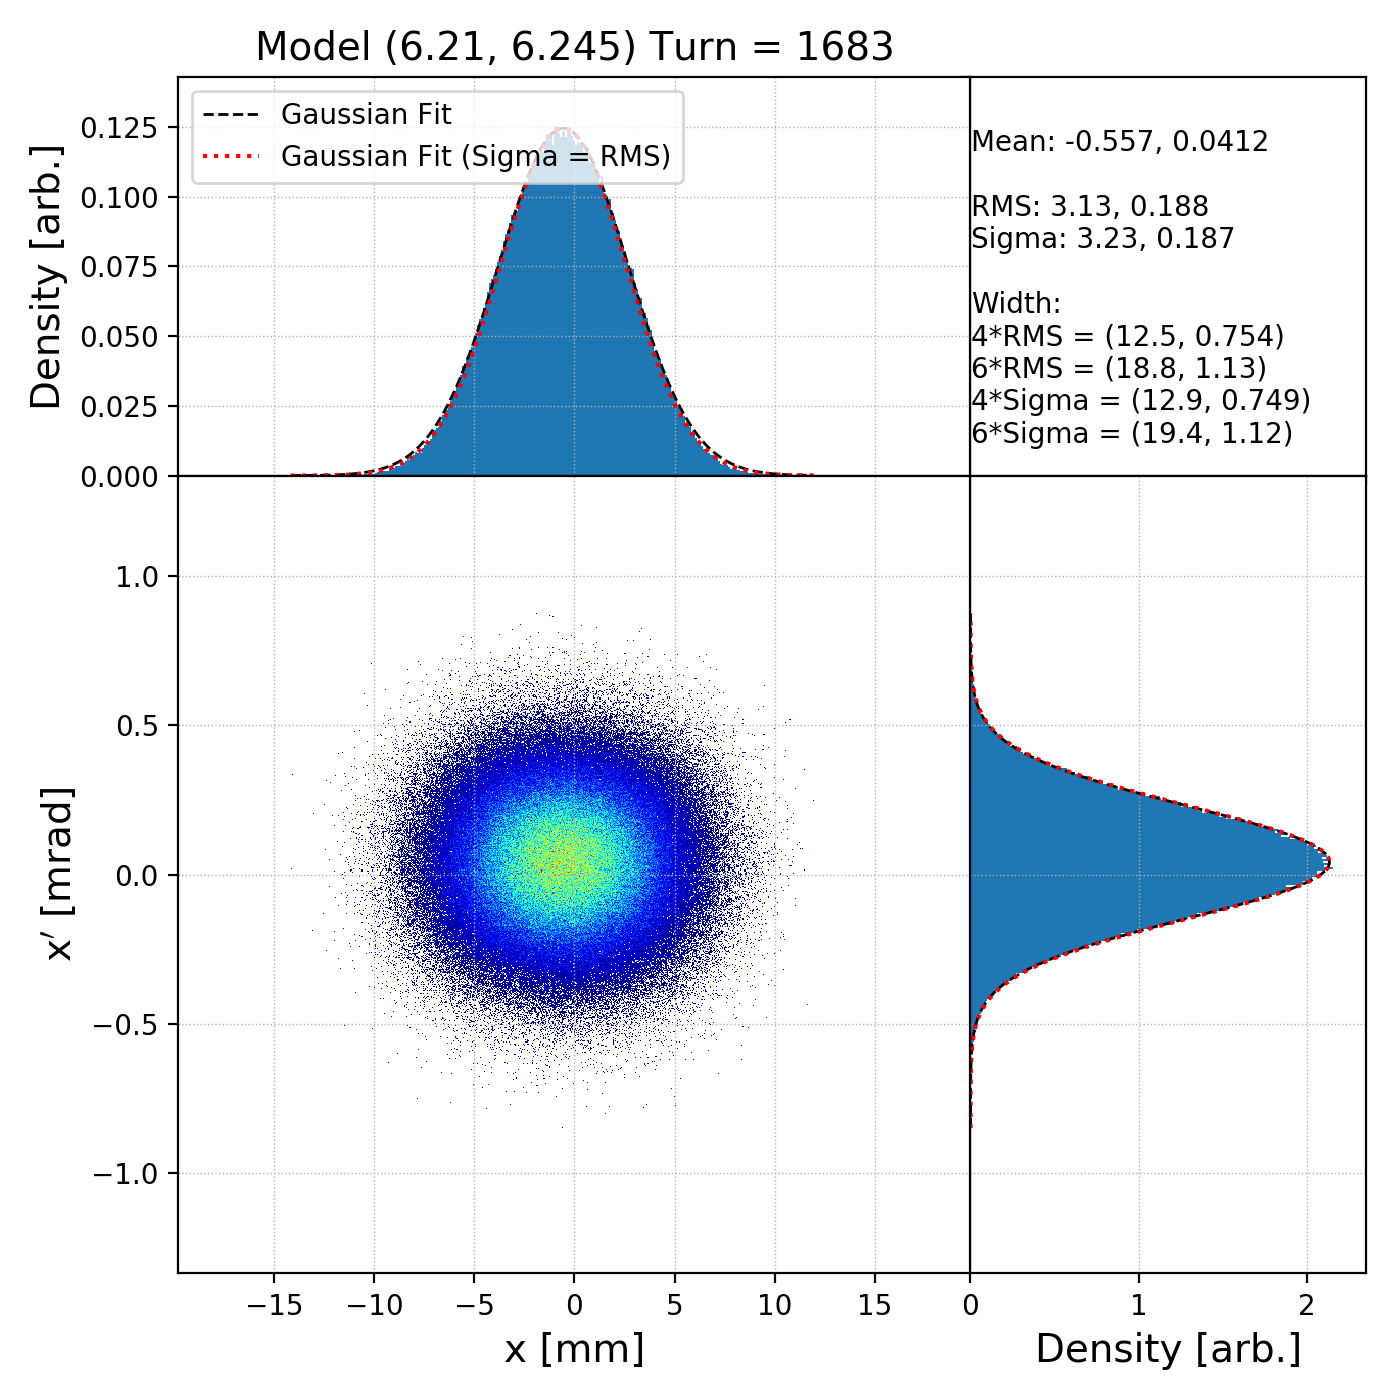 Model (6.21, 6.245) Turn = 1683
Gaussian Fit
Gaussian Fit (Sigma = RMS)
Density [arb.]
0.125
0.100
0.075
0.050
0.025
0.000
Mean: -0.557, 0.0412
RMS: 3.13, 0.188
Sigma: 3.23, 0.187
Width:
4*RMS = (12.5, 0.754)
6*RMS = (18.8, 1.13)
4*Sigma = (12.9, 0.749)
6*Sigma = (19.4, 1.12)
x′ [mrad]
1.0
0.5
0.0
−0.5
−1.0
−15 −10 −5 0 5 10 15
x [mm]
0 1 2
Density [arb.]